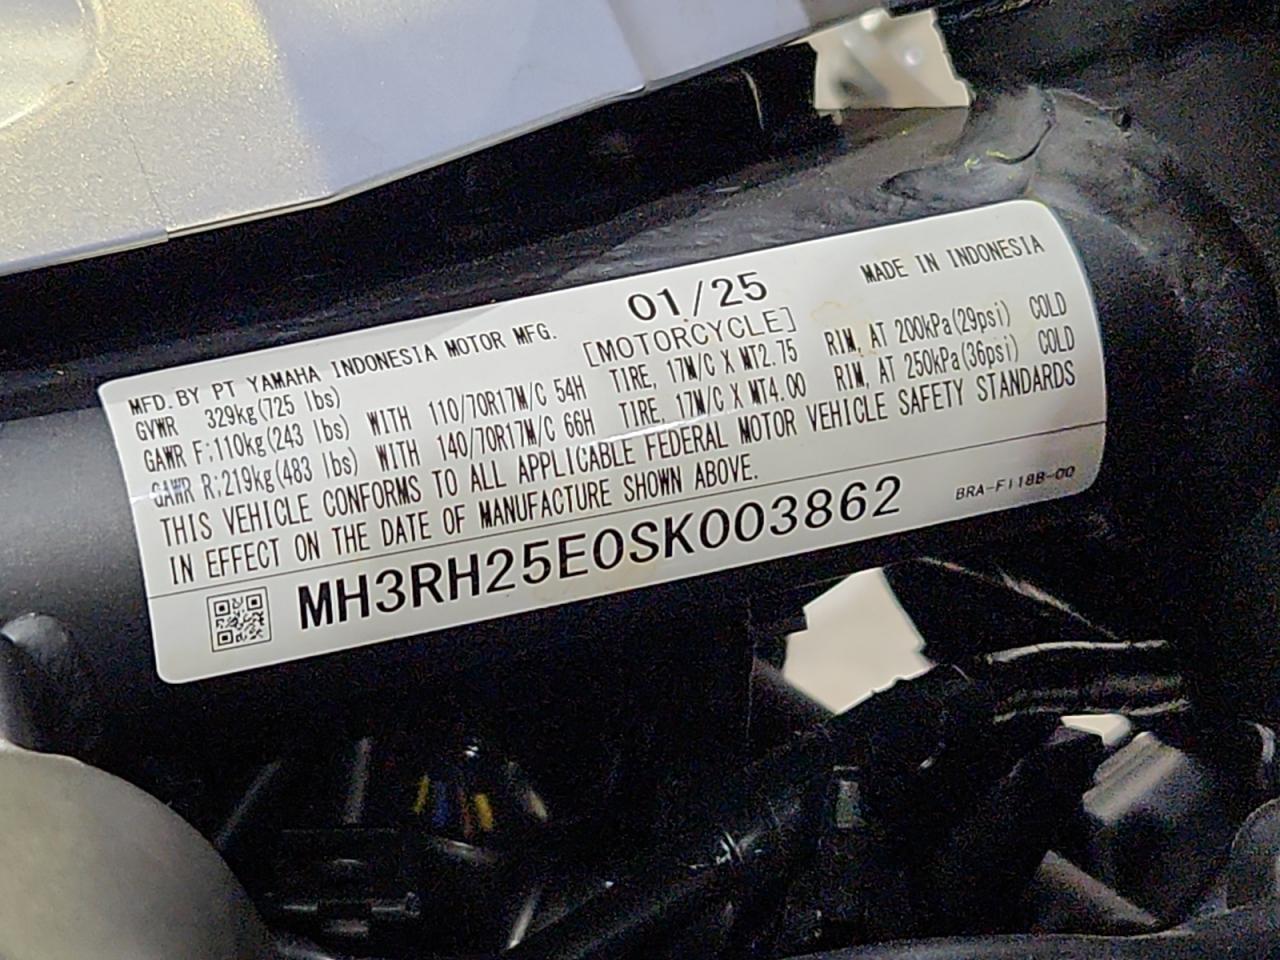 MFD. BY PT YAMAHA INDONESIA MOTOR MFG. 01/25 MADE IN INDONESIA
GVWR 329kg(725 lbs) [MOTORCYCLE]
GAWR F:110kg(243 lbs) WITH 110/70R17M/C 54H TIRE, 17M/C X MT2.75 RIM, AT 200kPa(29psi) COLD
GAWR R:219kg(483 lbs) WITH 140/70R17M/C 66H TIRE, 17M/C X MT4.00 RIM, AT 250kPa(36psi) COLD
THIS VEHICLE CONFORMS TO ALL APPLICABLE FEDERAL MOTOR VEHICLE SAFETY STANDARDS
IN EFFECT ON THE DATE OF MANUFACTURE SHOWN ABOVE.
BRA-F118B-00
MH3RH25E0SK003862